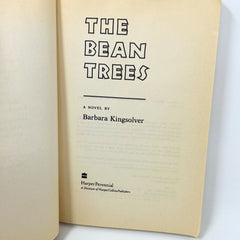 THE
BEAN
TREES
A NOVEL BY
Barbara Kingsolver
HarperPerennial
A Division of HarperCollinsPublishers